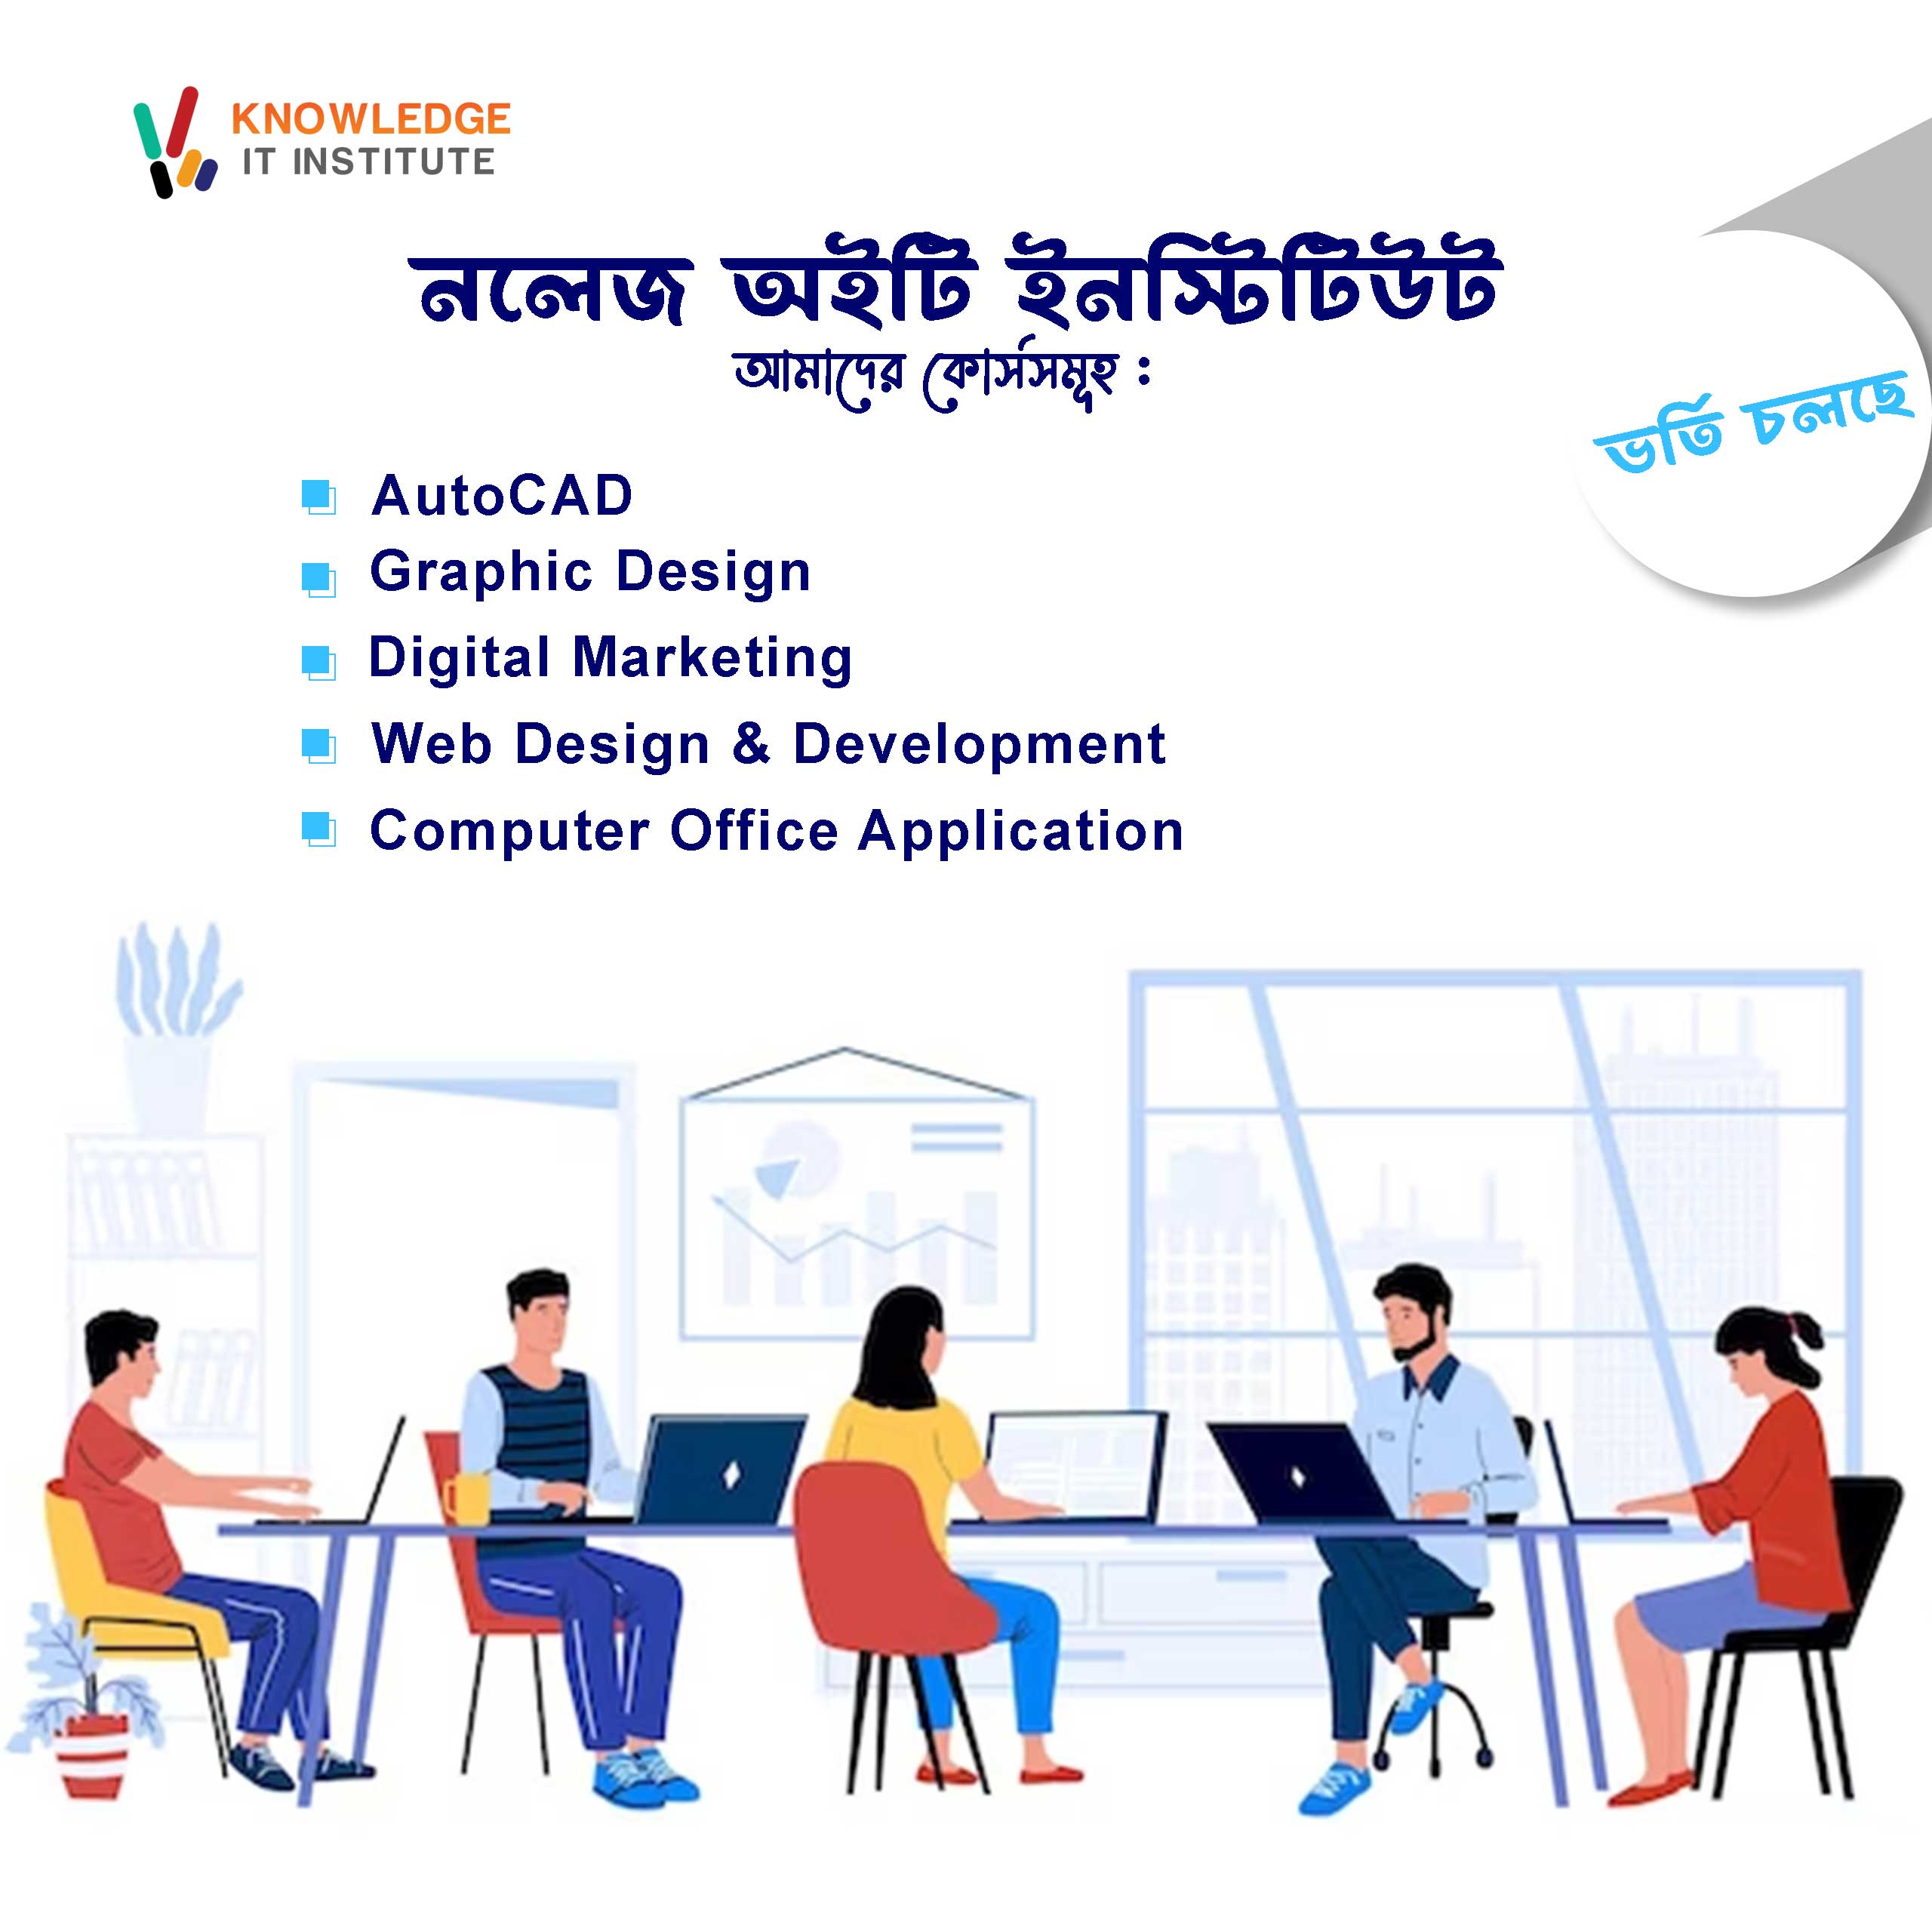 KNOWLEDGE
IT INSTITUTE
নলেজ অইটি ইনস্টিটিউট
আমাদের কোর্সসমূহ :
ভর্তি চলছে
AutoCAD
Graphic Design
Digital Marketing
Web Design & Development
Computer Office Application